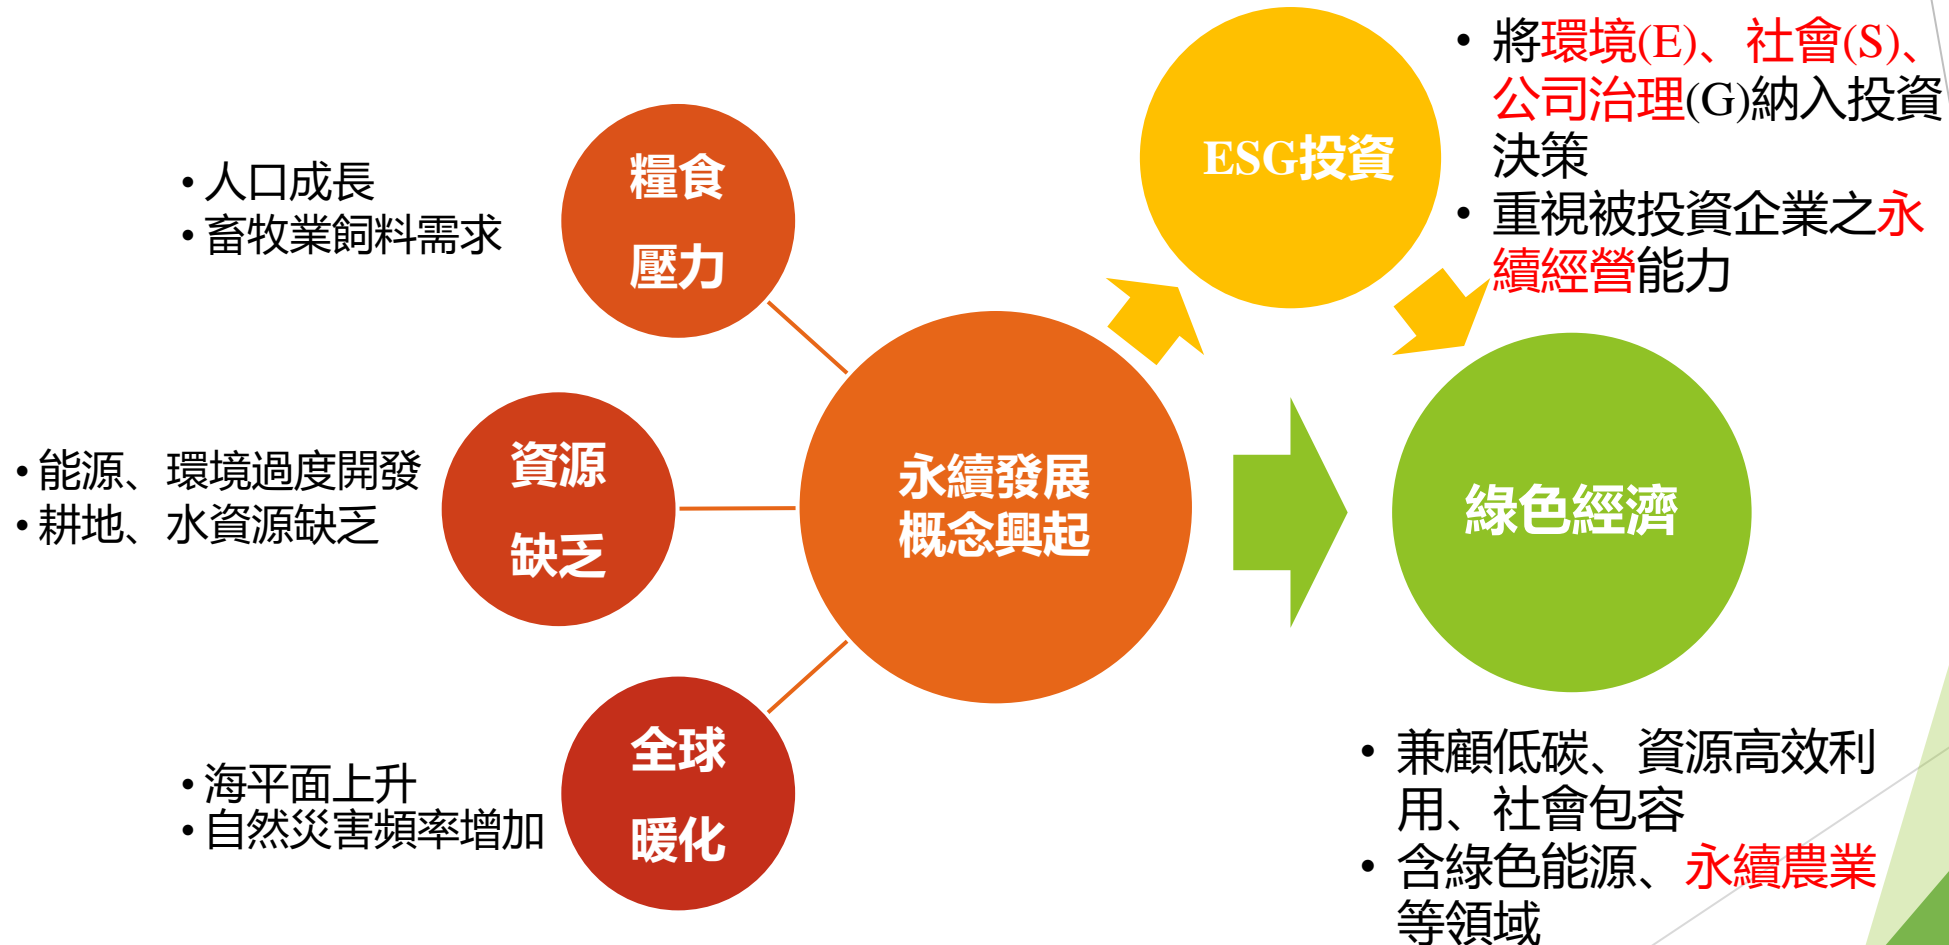 • 人口成長
• 畜牧業飼料需求
糧食
壓力
• 能源、環境過度開發
• 耕地、水資源缺乏
資源
缺乏
• 海平面上升
• 自然災害頻率增加
全球
暖化
永續發展
概念興起
ESG投資
• 將環境(E)、社會(S)、
公司治理(G)納入投資
決策
• 重視被投資企業之永
續經營能力
綠色經濟
• 兼顧低碳、資源高效利
用、社會包容
• 含綠色能源、永續農業
等領域